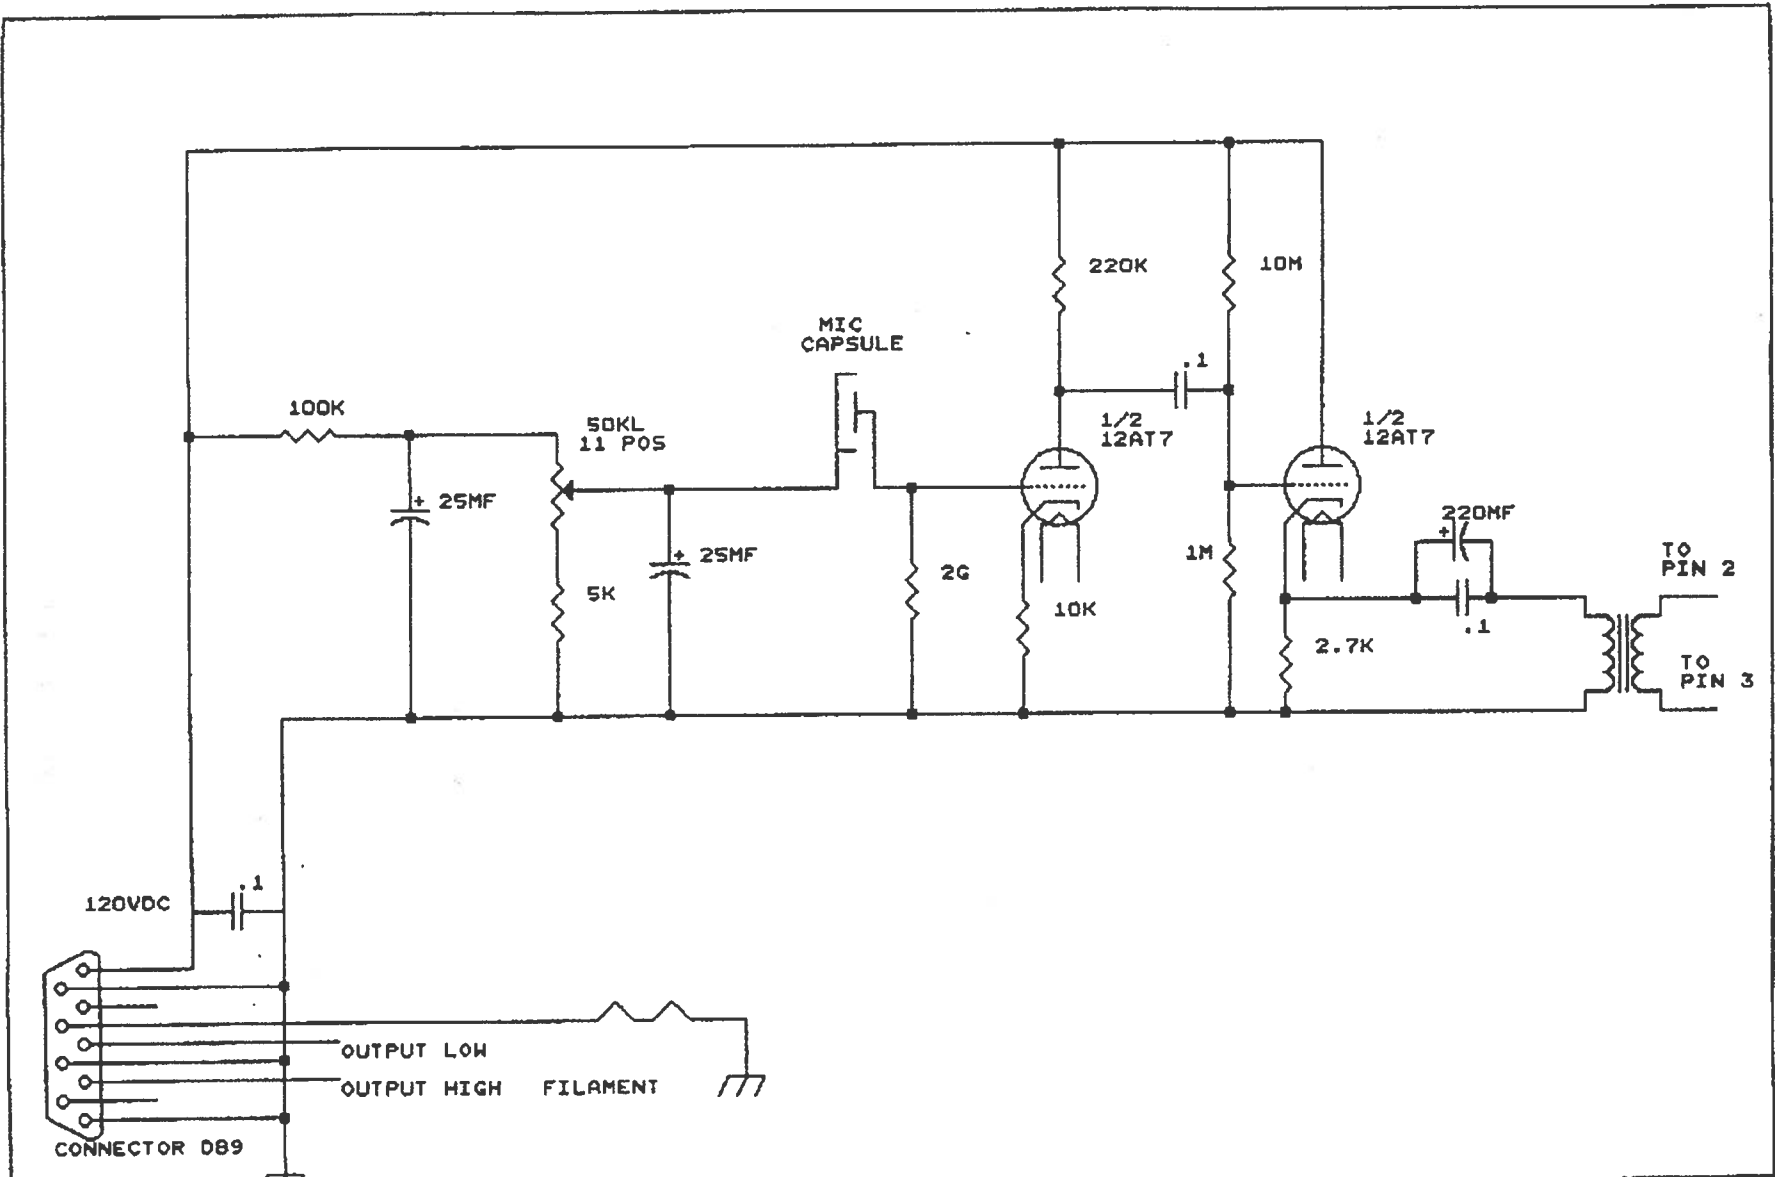 220K
10M
MIC
CAPSULE
.1
100K
50KL
11 POS
1/2
12AT7
1/2
12AT7
+ 25MF
+ 220MF
+ 25MF
2G
1M
TO
PIN 2
5K
10K
.1
2.7K
TO
PIN 3
120VDC
.1
OUTPUT LOW
OUTPUT HIGH
FILAMENT
CONNECTOR DB9